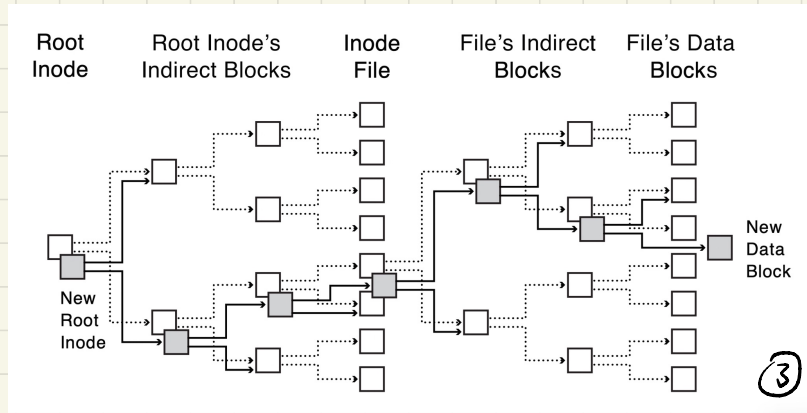 Root
Inode
Root Inode's
Indirect Blocks
Inode
File
File's Indirect
Blocks
File's Data
Blocks
New
Root
Inode
New
Data
Block
3